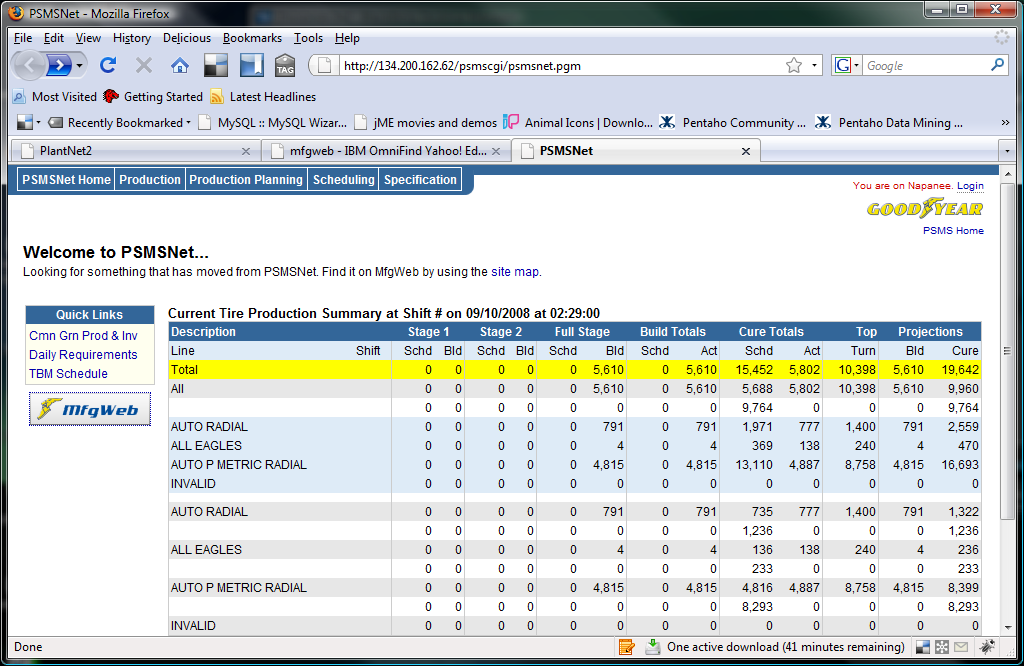 PSMSNet - Mozilla Firefox
File Edit View History Delicious Bookmarks Tools Help
TAG http://134.200.162.62/psmscgi/psmsnet.pgm G Google
Most Visited Getting Started Latest Headlines
Recently Bookmarked MySQL :: MySQL Wizar... jME movies and demos Animal Icons | Downlo... Pentaho Community ... Pentaho Data Mining ... »
PlantNet2 mfgweb - IBM OmniFind Yahoo! Ed... PSMSNet
PSMSNet Home Production Production Planning Scheduling Specification
You are on Napanee. Login
GOODYEAR
PSMS Home
Welcome to PSMSNet...
Looking for something that has moved from PSMSNet. Find it on MfgWeb by using the site map.
Quick Links
Cmn Grn Prod & Inv
Daily Requirements
TBM Schedule
MfgWeb
Current Tire Production Summary at Shift # on 09/10/2008 at 02:29:00
Description Stage 1 Stage 2 Full Stage Build Totals Cure Totals Top Projections
Line Shift Schd Bld Schd Bld Schd Bld Schd Act Schd Act Turn Bld Cure
Total 0 0 0 0 0 5,610 0 5,610 15,452 5,802 10,398 5,610 19,642
All 0 0 0 0 0 5,610 0 5,610 5,688 5,802 10,398 5,610 9,960
0 0 0 0 0 0 0 0 9,764 0 0 0 9,764
AUTO RADIAL 0 0 0 0 0 791 0 791 1,971 777 1,400 791 2,559
ALL EAGLES 0 0 0 0 0 4 0 4 369 138 240 4 470
AUTO P METRIC RADIAL 0 0 0 0 0 4,815 0 4,815 13,110 4,887 8,758 4,815 16,693
INVALID 0 0 0 0 0 0 0 0 0 0 0 0 0
AUTO RADIAL 0 0 0 0 0 791 0 791 735 777 1,400 791 1,322
0 0 0 0 0 0 0 0 1,236 0 0 0 1,236
ALL EAGLES 0 0 0 0 0 4 0 4 136 138 240 4 236
0 0 0 0 0 0 0 0 233 0 0 0 233
AUTO P METRIC RADIAL 0 0 0 0 0 4,815 0 4,815 4,816 4,887 8,758 4,815 8,399
0 0 0 0 0 0 0 0 8,293 0 0 0 8,293
INVALID 0 0 0 0 0 0 0 0 0 0 0 0 0
Done One active download (41 minutes remaining)